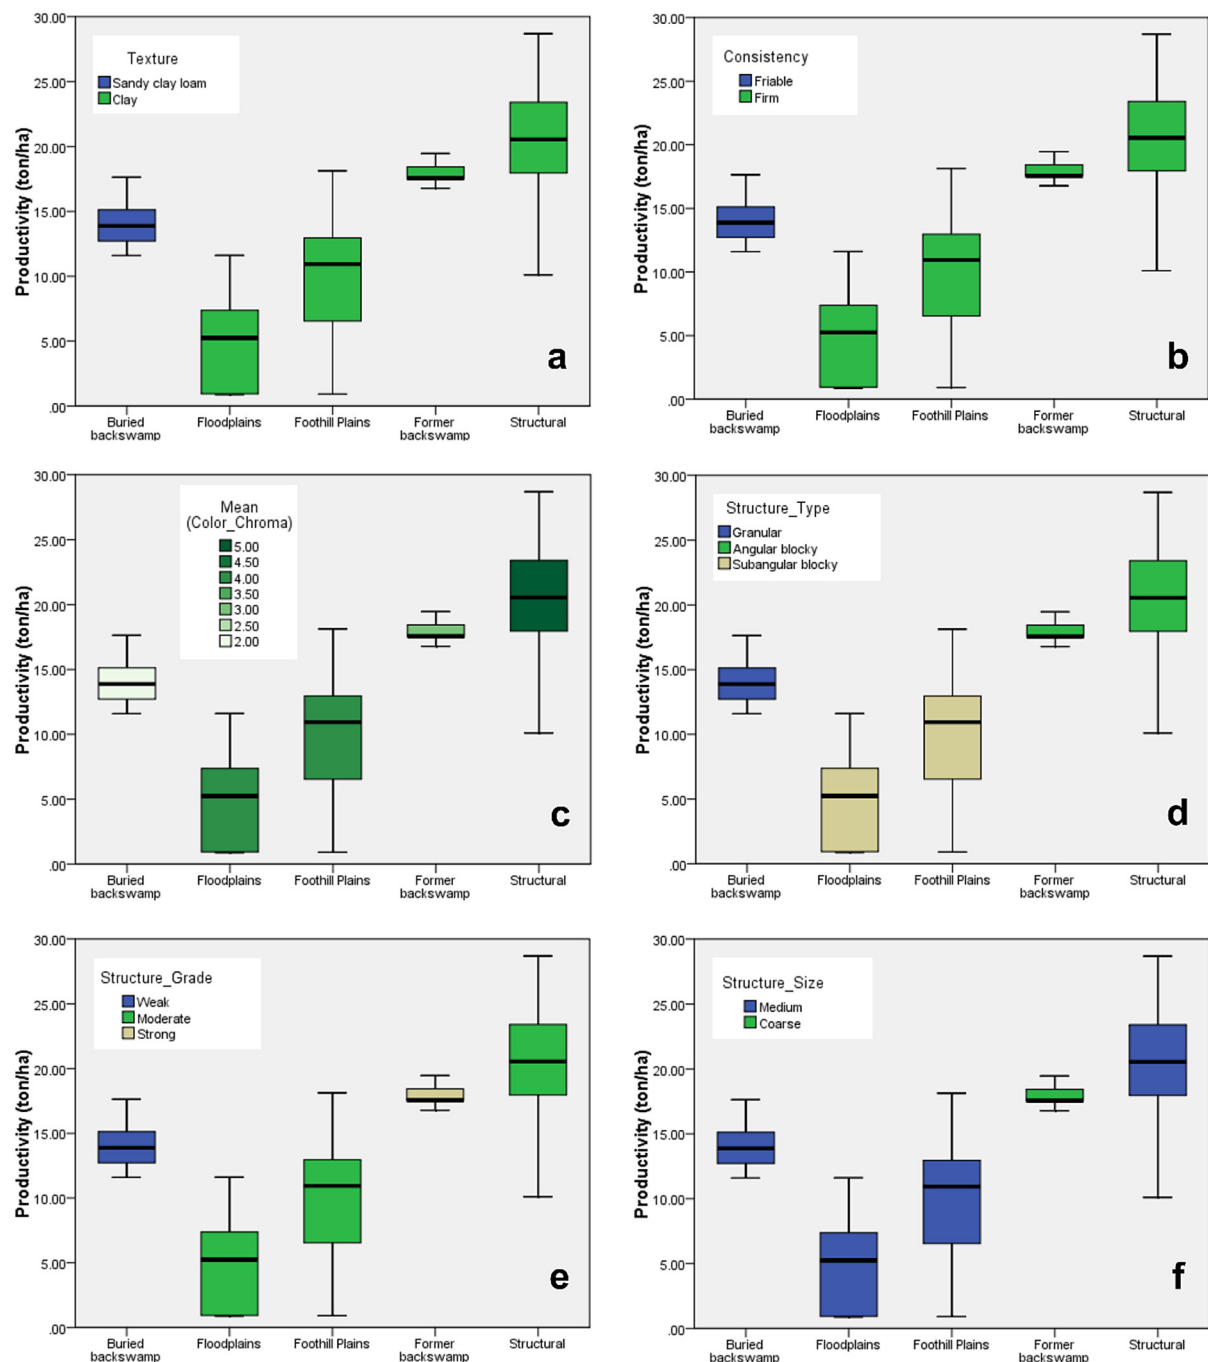 30.00
25.00
20.00
15.00
10.00
5.00
.00
Productivity (ton/ha)
Texture
Sandy clay loam
Clay
a
Buried
backswamp
Floodplains
Foothill Plains
Former
backswamp
Structural
30.00
25.00
20.00
15.00
10.00
5.00
.00
Productivity (ton/ha)
Consistency
Friable
Firm
b
Buried
backswamp
Floodplains
Foothill Plains
Former
backswamp
Structural
30.00
25.00
20.00
15.00
10.00
5.00
.00
Productivity (ton/ha)
Mean
(Color_Chroma)
5.00
4.50
4.00
3.50
3.00
2.50
2.00
c
Buried
backswamp
Floodplains
Foothill Plains
Former
backswamp
Structural
30.00
25.00
20.00
15.00
10.00
5.00
.00
Productivity (ton/ha)
Structure_Type
Granular
Angular blocky
Subangular blocky
d
Buried
backswamp
Floodplains
Foothill Plains
Former
backswamp
Structural
30.00
25.00
20.00
15.00
10.00
5.00
.00
Productivity (ton/ha)
Structure_Grade
Weak
Moderate
Strong
e
Buried
backswamp
Floodplains
Foothill Plains
Former
backswamp
Structural
30.00
25.00
20.00
15.00
10.00
5.00
.00
Productivity (ton/ha)
Structure_Size
Medium
Coarse
f
Buried
backswamp
Floodplains
Foothill Plains
Former
backswamp
Structural